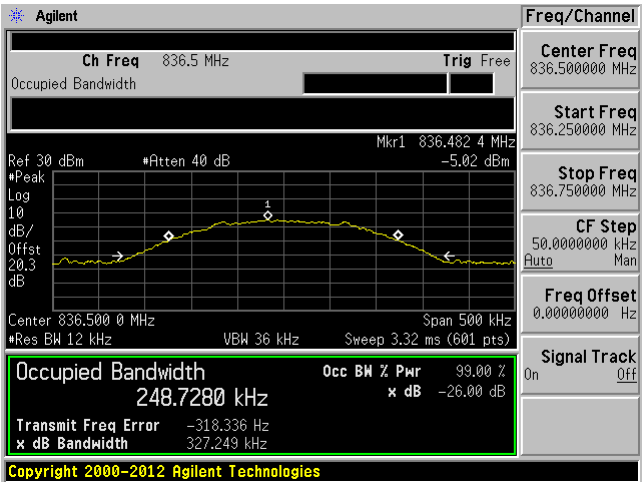 Agilent
Freq/Channel
Ch Freq 836.5 MHz Trig Free
Occupied Bandwidth
Center Freq
836.500000 MHz
Start Freq
836.250000 MHz
Stop Freq
836.750000 MHz
CF Step
50.0000000 kHz
Auto Man
Freq Offset
0.00000000 Hz
Signal Track
On Off
Mkr1 836.482 4 MHz
Ref 30 dBm #Atten 40 dB -5.02 dBm
#Peak
Log
10
dB/
Offst
20.3
dB
1
Center 836.500 0 MHz Span 500 kHz
#Res BW 12 kHz VBW 36 kHz Sweep 3.32 ms (601 pts)
Occupied Bandwidth
248.7280 kHz
Occ BW % Pwr 99.00 %
x dB -26.00 dB
Transmit Freq Error -318.336 Hz
x dB Bandwidth 327.249 kHz
Copyright 2000-2012 Agilent Technologies